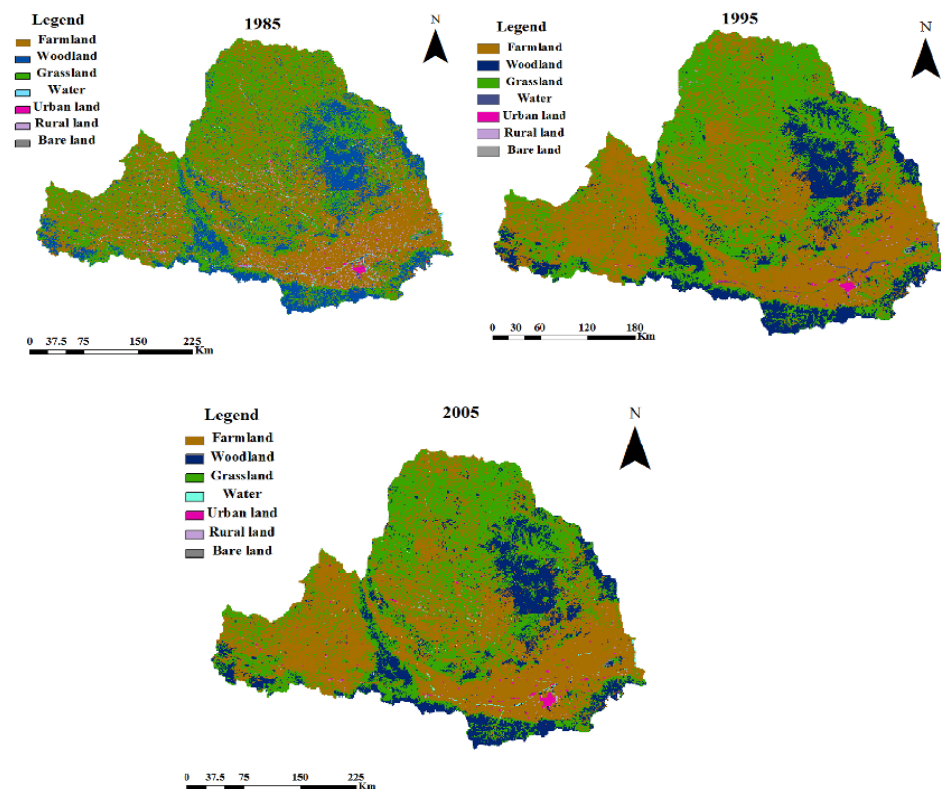 Legend
1985
N
Farmland
Woodland
Grassland
Water
Urban land
Rural land
Bare land
0 37.5 75 150 225
Km
Legend
1995
N
Farmland
Woodland
Grassland
Water
Urban land
Rural land
Bare land
0 30 60 120 180
Km
Legend
2005
N
Farmland
Woodland
Grassland
Water
Urban land
Rural land
Bare land
0 37.5 75 150 225
Km